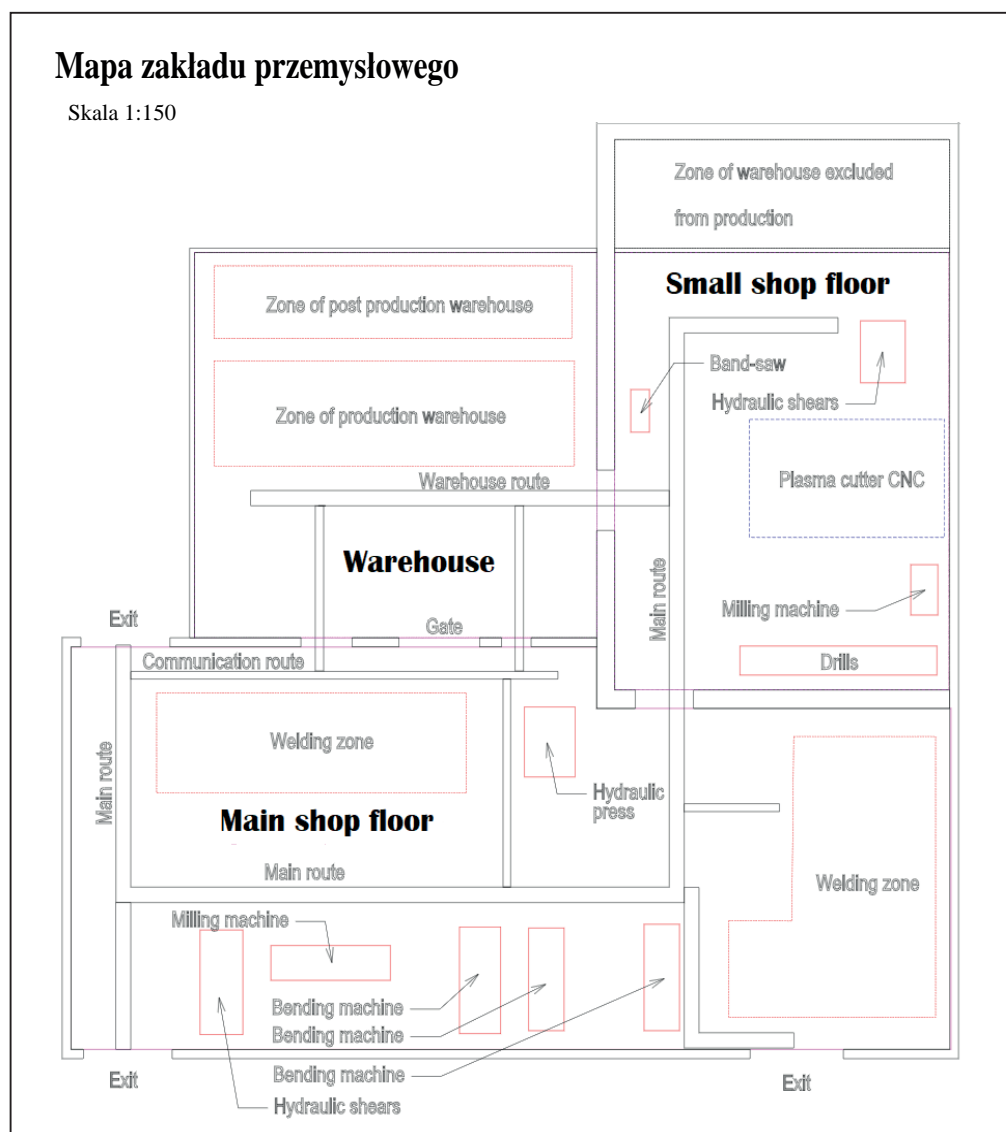 Mapa zakładu przemysłowego
Skala 1:150
Zone of warehouse excluded
from production
Small shop floor
Zone of post production warehouse
Band-saw
Hydraulic shears
Zone of production warehouse
Warehouse route
Plasma cutter CNC
Warehouse
Main route
Milling machine
Exit
Gate
Communication route
Drills
Welding zone
Main route
Hydraulic
press
Main shop floor
Main route
Welding zone
Milling machine
Bending machine
Bending machine
Bending machine
Exit
Exit
Hydraulic shears